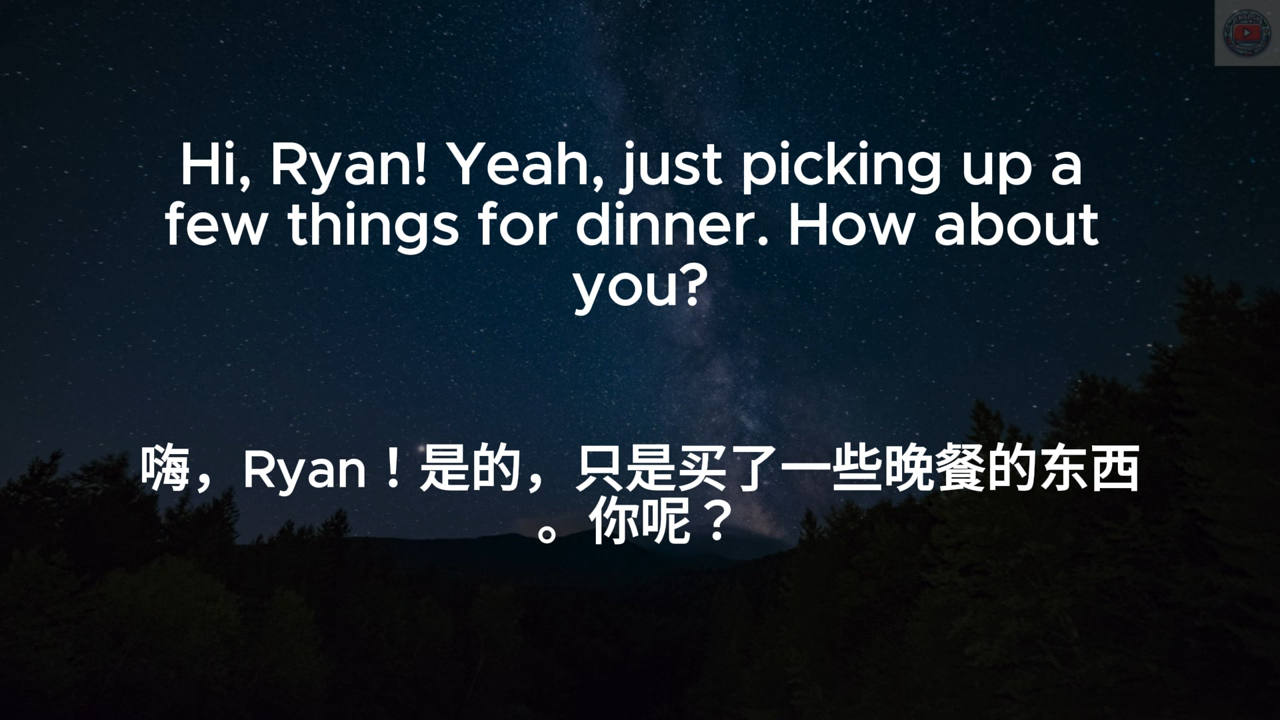 Hi, Ryan! Yeah, just picking up a
few things for dinner. How about
you?
嗨，Ryan！是的，只是买了一些晚餐的东西
。你呢？